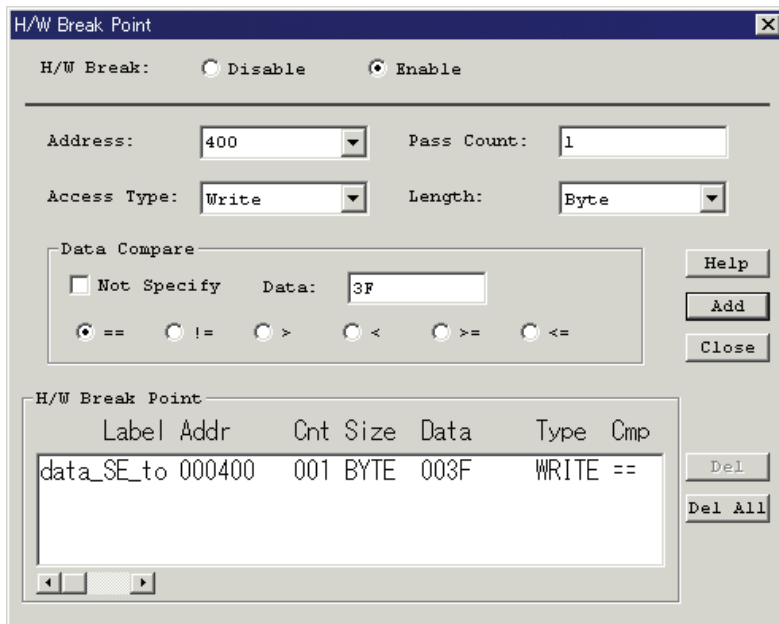 H/W Break Point
H/W Break: Disable Enable
Address: 400 Pass Count: 1
Access Type: Write Length: Byte
Data Compare
Not Specify Data: 3F
== != > < >= <=
Help
Add
Close
H/W Break Point
Label Addr Cnt Size Data Type Cmp
data_SE_to 000400 001 BYTE 003F WRITE ==
Del
Del All